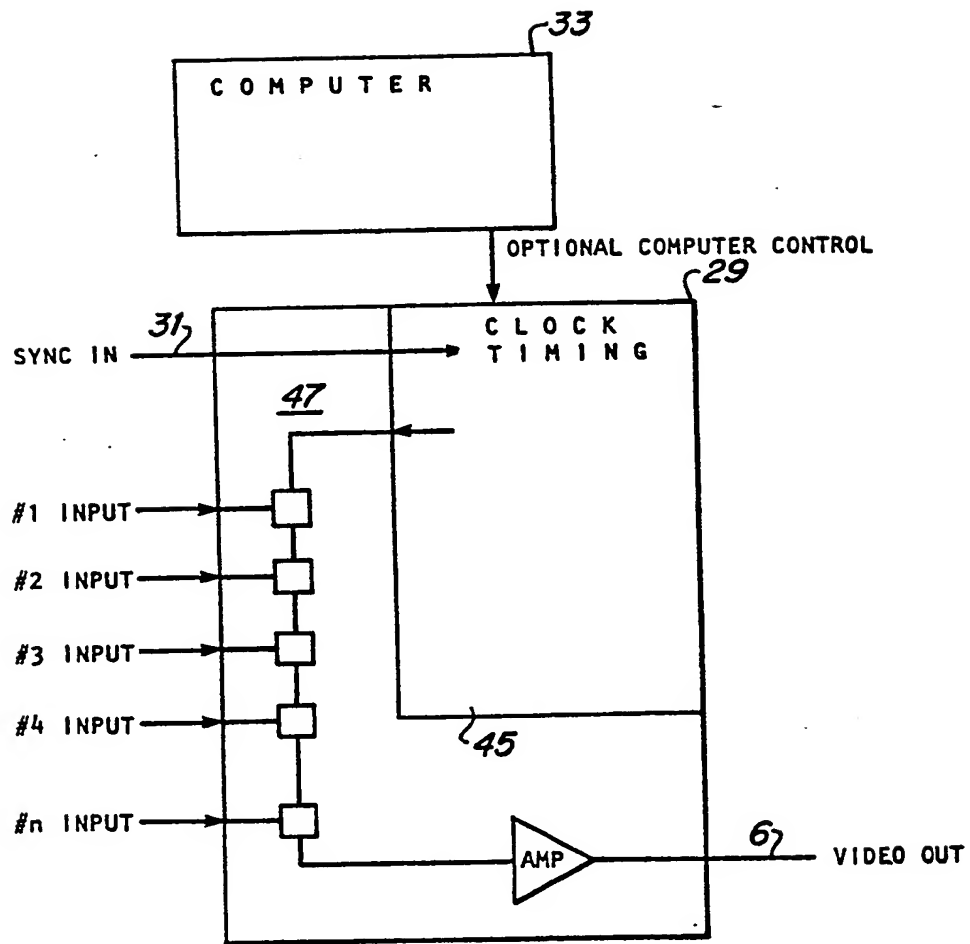 33
COMPUTER
OPTIONAL COMPUTER CONTROL
29
31
CLOCK
TIMING
SYNC IN
47
#1 INPUT
#2 INPUT
#3 INPUT
#4 INPUT
45
#n INPUT
AMP
6
VIDEO OUT